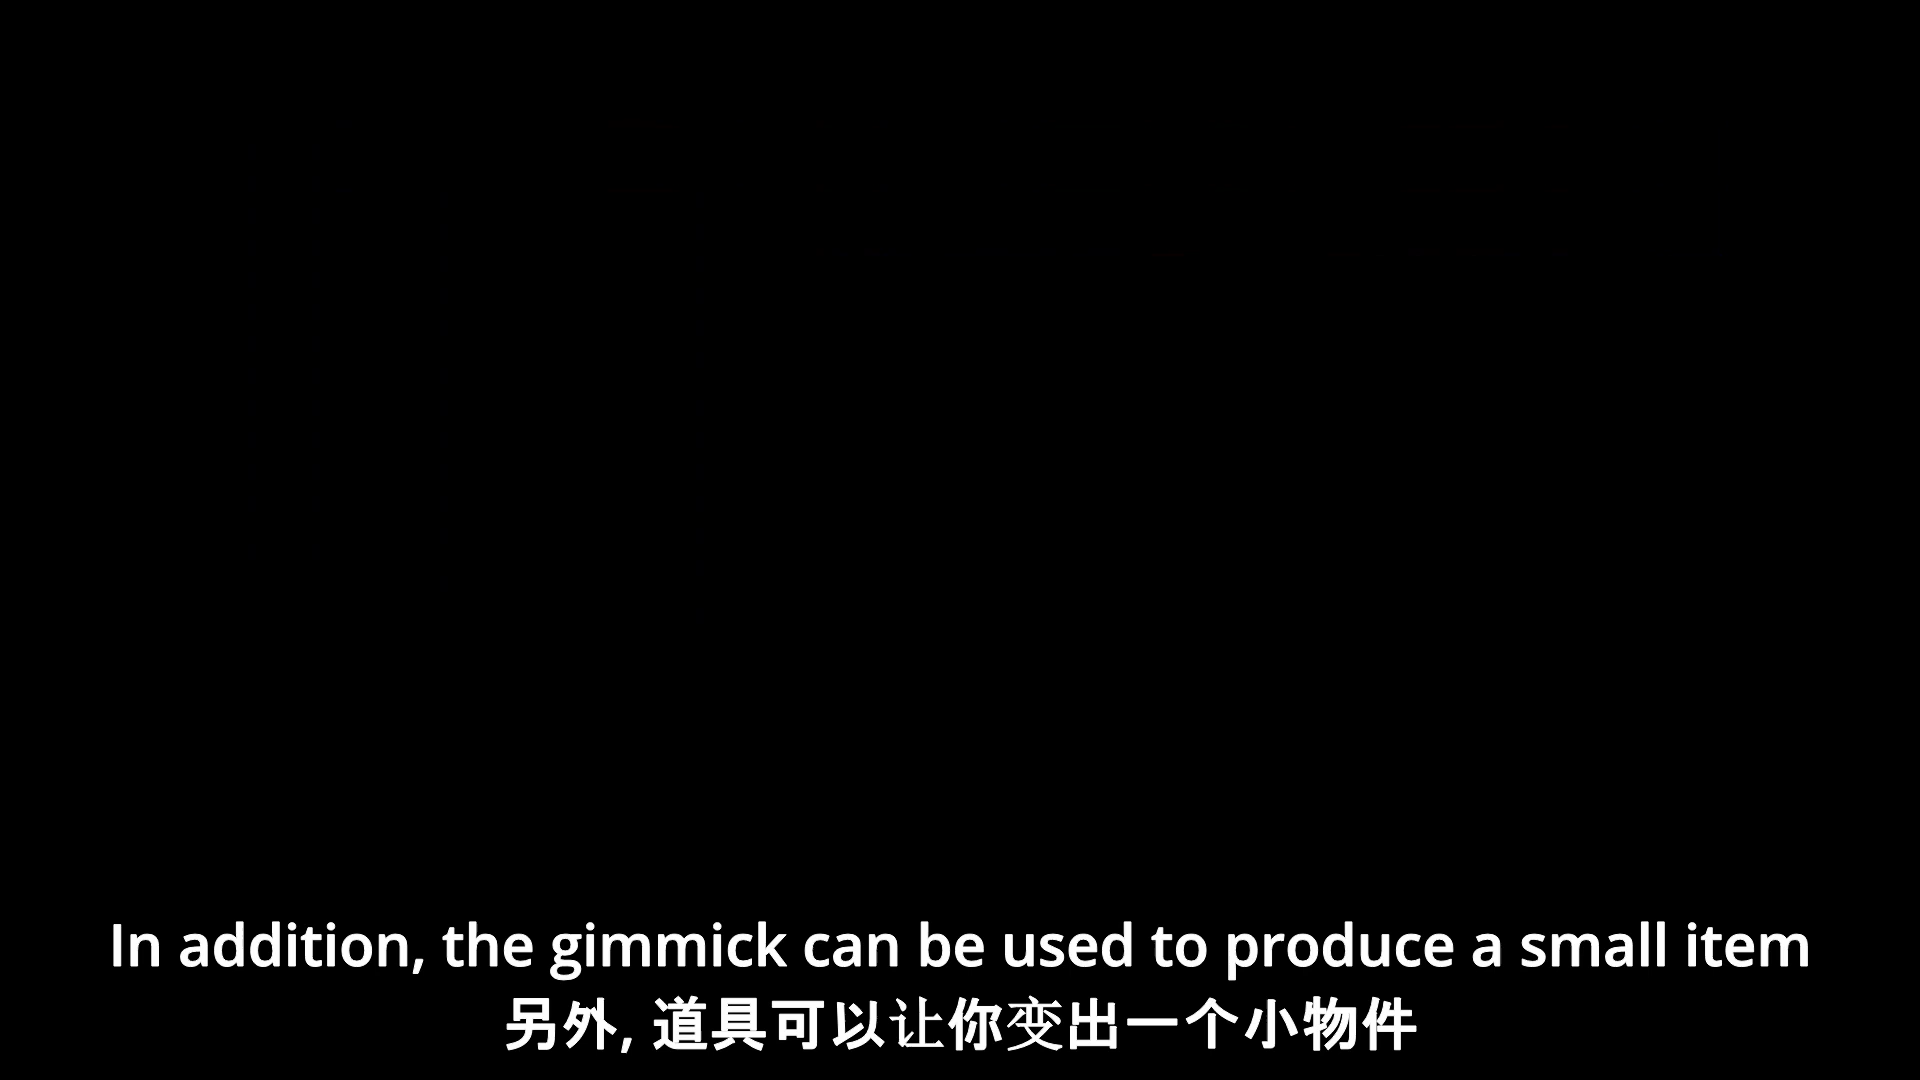 In addition, the gimmick can be used to produce a small item
另外, 道具可以让你变出一个小物件